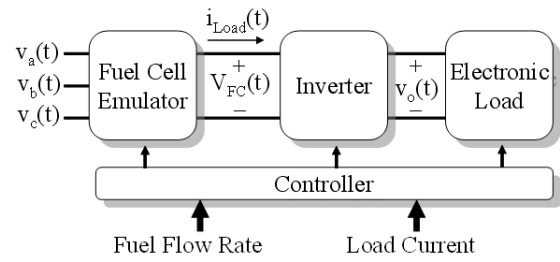 i_Load(t)
v_a(t)
v_b(t)
v_c(t)
Fuel Cell
Emulator
+
V_FC(t)
−
Inverter
+
v_o(t)
−
Electronic
Load
Controller
Fuel Flow Rate
Load Current